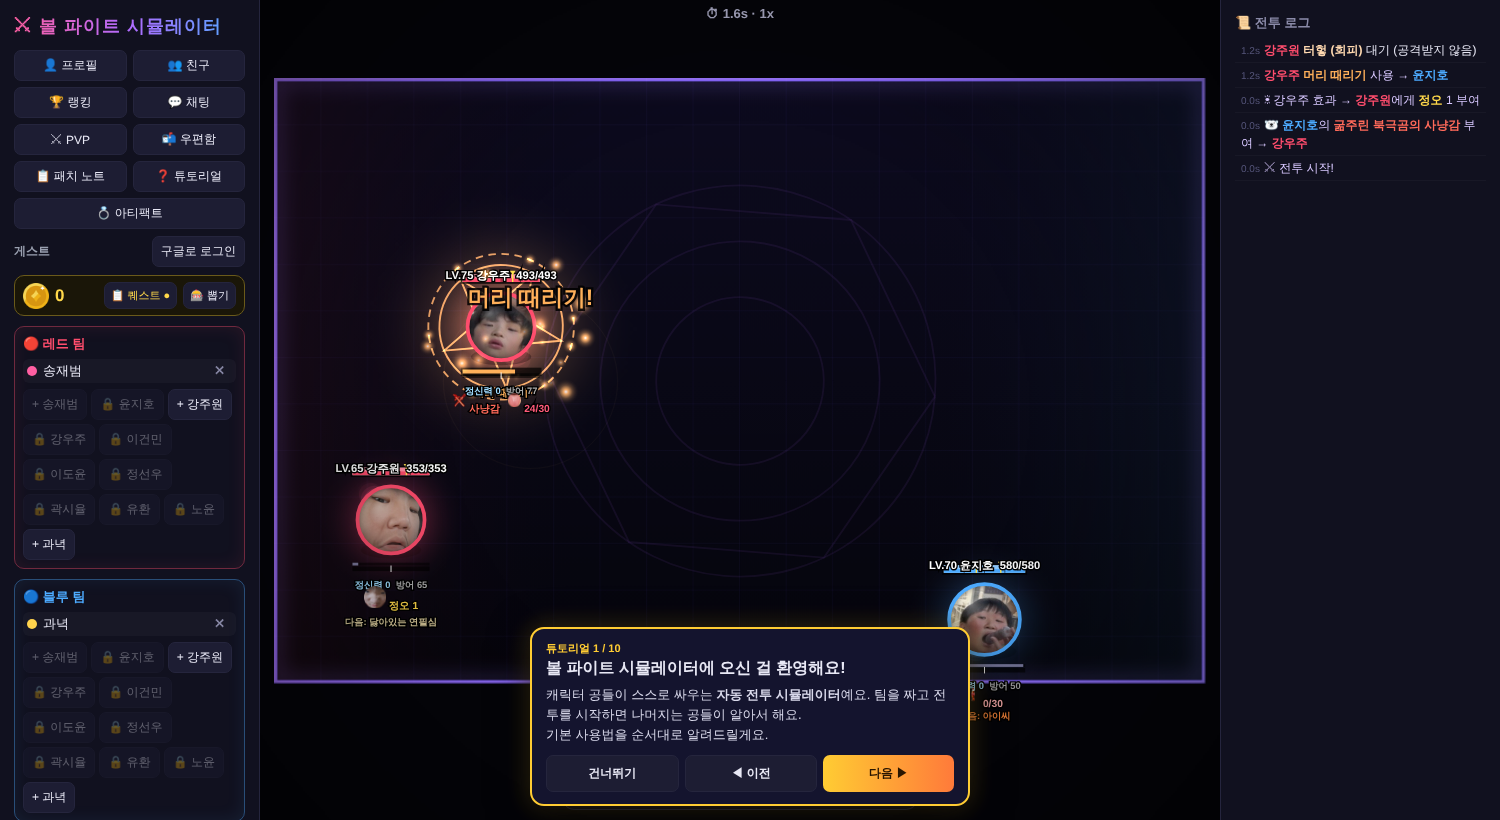 ⚔ 볼 파이트 시뮬레이터
👤 프로필
👥 친구
🏆 랭킹
💬 채팅
⚔ PVP
📬 우편함
📋 패치 노트
❓ 튜토리얼
💍 아티팩트
게스트
구글로 로그인
0
📋 퀘스트 ●
🎰 뽑기
🔴 레드 팀
송재범 ✕
+ 송재범 🔒 윤지호 + 강주원
🔒 강우주 🔒 이건민
🔒 이도윤 🔒 정선우
🔒 곽시율 🔒 유환 🔒 노윤
+ 과녁
🔵 블루 팀
과녁 ✕
+ 송재범 🔒 윤지호 + 강주원
🔒 강우주 🔒 이건민
🔒 이도윤 🔒 정선우
🔒 곽시율 🔒 유환 🔒 노윤
+ 과녁
⏱ 1.6s · 1x
LV.75 강우주 493/493
머리 때리기!
정신력 0 방어 77
사냥감 24/30
LV.65 강주원 353/353
정신력 0 방어 65
정오 1
다음: 닳아있는 연필심
LV.70 윤지호 580/580
0 방어 50
0/30
: 아이씨
튜토리얼 1 / 10
볼 파이트 시뮬레이터에 오신 걸 환영해요!
캐릭터 공들이 스스로 싸우는 자동 전투 시뮬레이터예요. 팀을 짜고 전
투를 시작하면 나머지는 공들이 알아서 해요.
기본 사용법을 순서대로 알려드릴게요.
건너뛰기
◀ 이전
다음 ▶
📜 전투 로그
1.2s 강주원 터헣 (회피) 대기 (공격받지 않음)
1.2s 강우주 머리 때리기 사용 → 윤지호
0.0s 강우주 효과 → 강주원에게 정오 1 부여
0.0s 🐻‍❄️ 윤지호의 굶주린 북극곰의 사냥감 부
여 → 강우주
0.0s ⚔ 전투 시작!